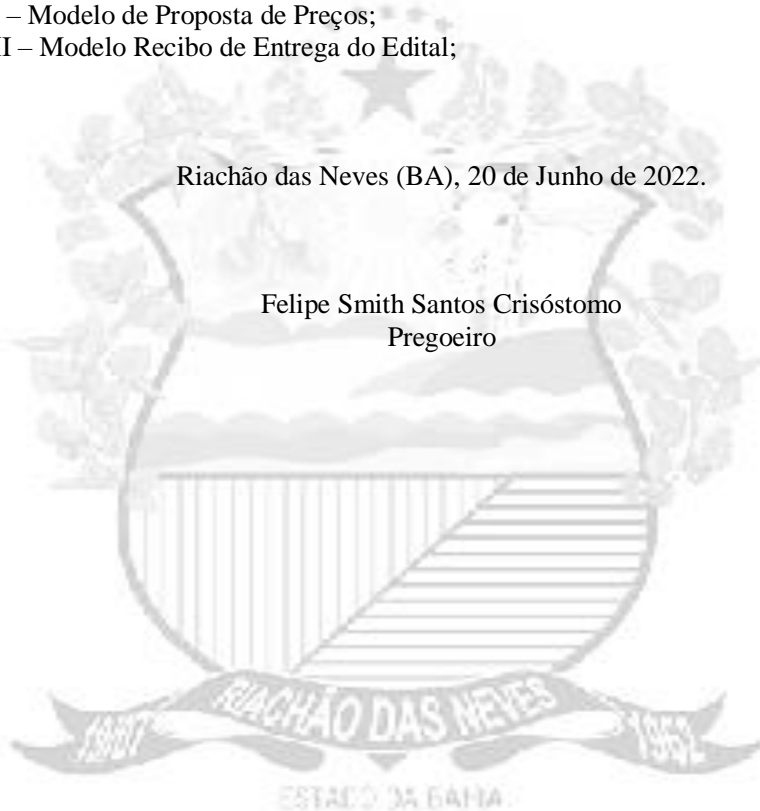 – Modelo de Proposta de Preços;
I – Modelo Recibo de Entrega do Edital;
Riachão das Neves (BA), 20 de Junho de 2022.
Felipe Smith Santos Crisóstomo
Pregoeiro
RIACHÃO DAS NEVES
1962
ESTADO DA BAHIA